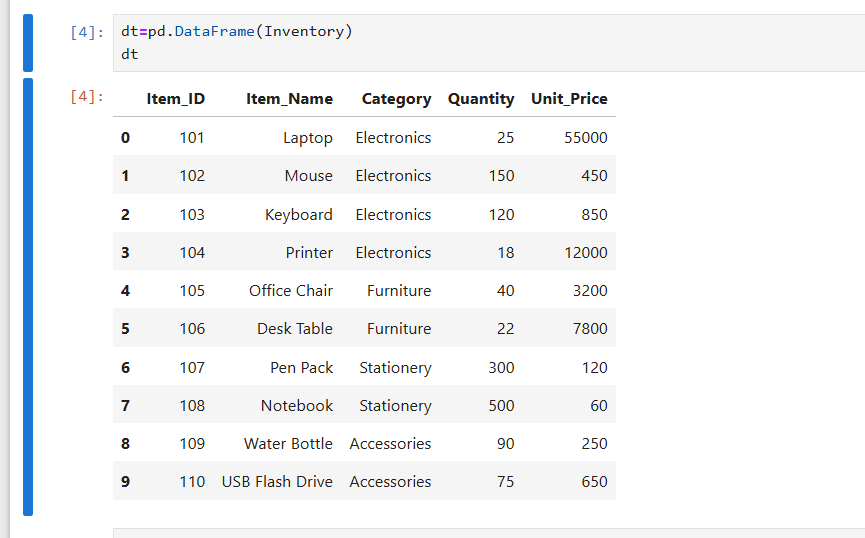 [4]: dt=pd.DataFrame(Inventory)
dt
[4]: Item_ID Item_Name Category Quantity Unit_Price
0 101 Laptop Electronics 25 55000
1 102 Mouse Electronics 150 450
2 103 Keyboard Electronics 120 850
3 104 Printer Electronics 18 12000
4 105 Office Chair Furniture 40 3200
5 106 Desk Table Furniture 22 7800
6 107 Pen Pack Stationery 300 120
7 108 Notebook Stationery 500 60
8 109 Water Bottle Accessories 90 250
9 110 USB Flash Drive Accessories 75 650